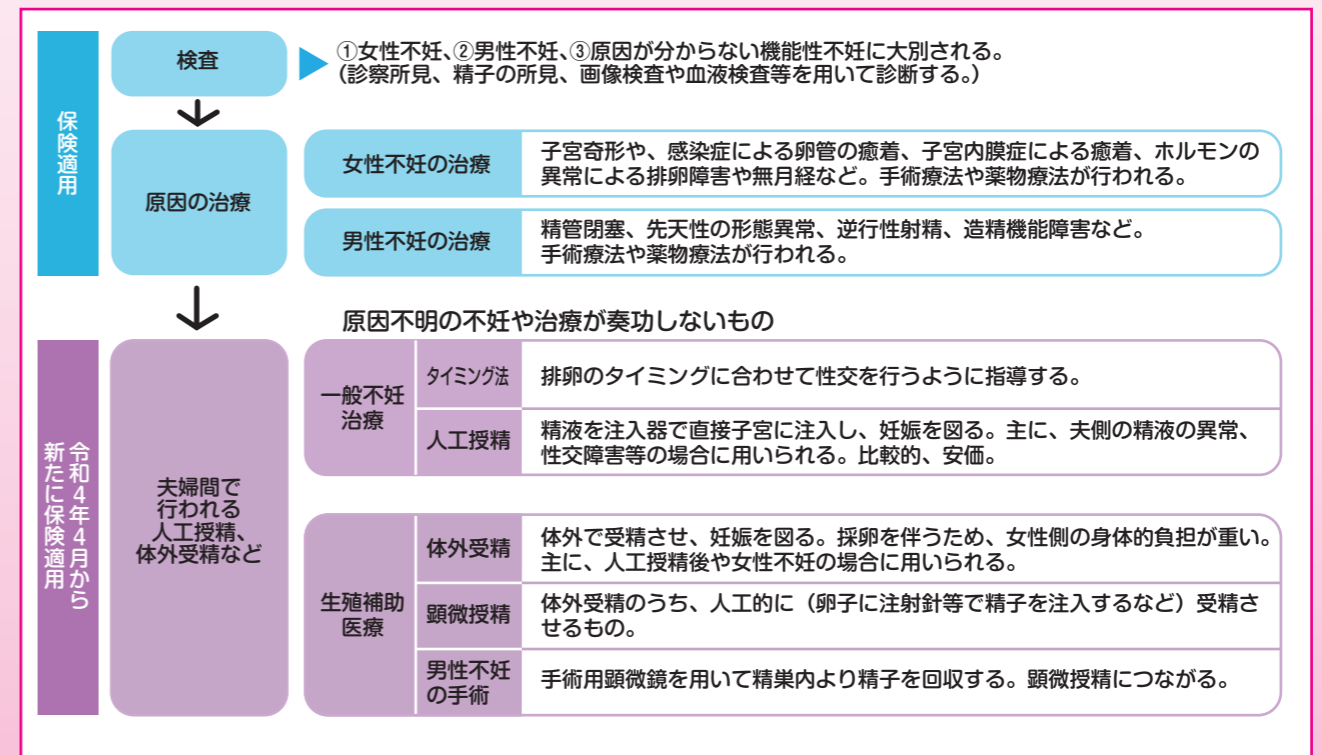 保険適用
検査
①女性不妊、②男性不妊、③原因が分からない機能性不妊に大別される。
(診察所見、精子の所見、画像検査や血液検査等を用いて診断する。)
原因の治療
女性不妊の治療
子宮奇形や、感染症による卵管の癒着、子宮内膜症による癒着、ホルモンの
異常による排卵障害や無月経など。手術療法や薬物療法が行われる。
男性不妊の治療
精管閉塞、先天性の形態異常、逆行性射精、造精機能障害など。
手術療法や薬物療法が行われる。
原因不明の不妊や治療が奏功しないもの
令和4年4月から
新たに保険適用
夫婦間で
行われる
人工授精、
体外受精など
一般不妊
治療
タイミング法
排卵のタイミングに合わせて性交を行うように指導する。
人工授精
精液を注入器で直接子宮に注入し、妊娠を図る。主に、夫側の精液の異常、
性交障害等の場合に用いられる。比較的、安価。
生殖補助
医療
体外受精
体外で受精させ、妊娠を図る。採卵を伴うため、女性側の身体的負担が重い。
主に、人工授精後や女性不妊の場合に用いられる。
顕微授精
体外受精のうち、人工的に（卵子に注射針等で精子を注入するなど）受精さ
せるもの。
男性不妊
の手術
手術用顕微鏡を用いて精巣内より精子を回収する。顕微授精につながる。